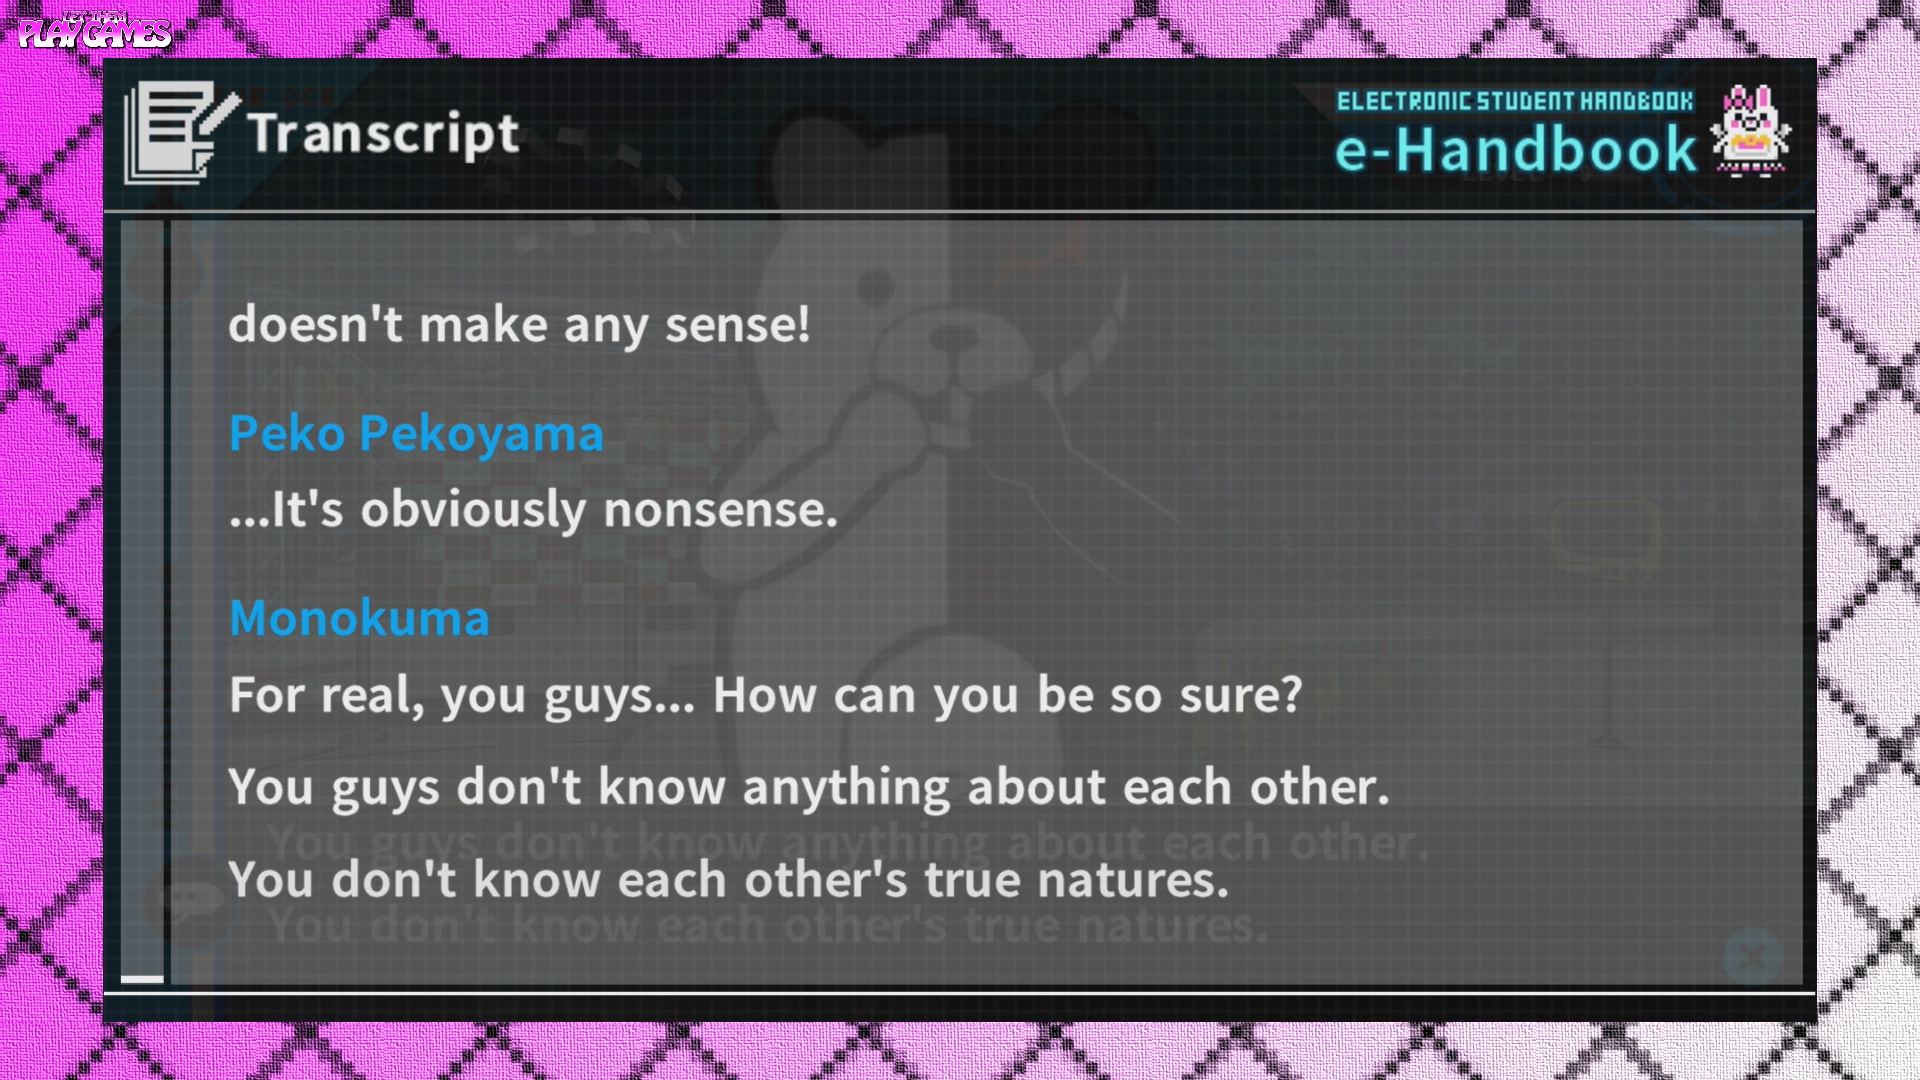 LET THEM
PLAY GAMES
Transcript
ELECTRONIC STUDENT HANDBOOK
e-Handbook
doesn't make any sense!
Peko Pekoyama
...It's obviously nonsense.
Monokuma
For real, you guys... How can you be so sure?
You guys don't know anything about each other.
You guys don't know anything about each other.
You don't know each other's true natures.
You don't know each other's true natures.